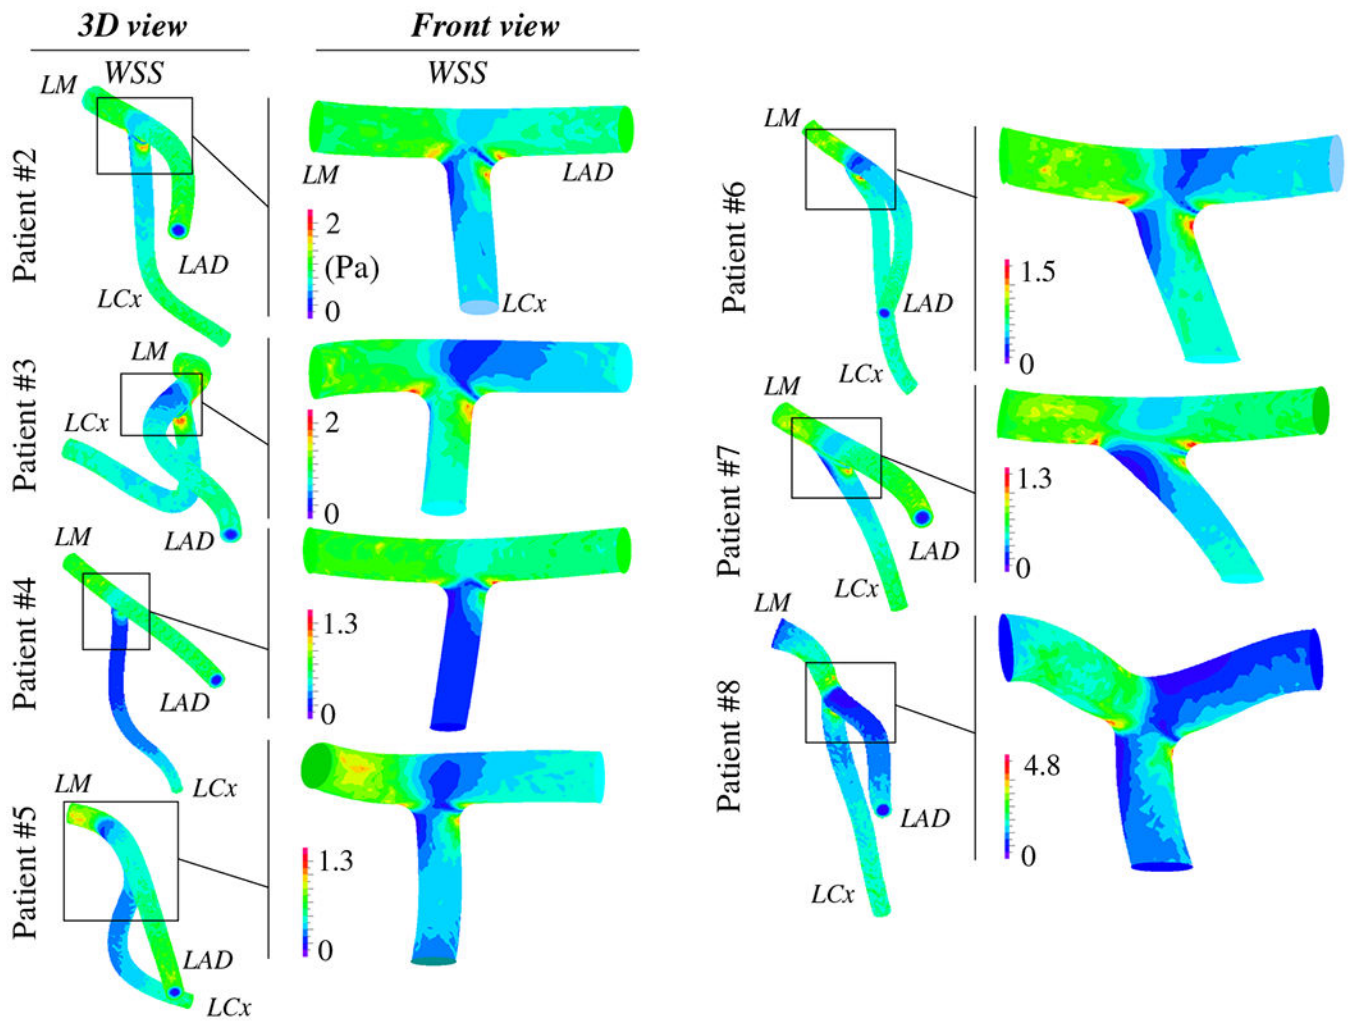 3D view
Front view
WSS
WSS
Patient #2
LM
LAD
LCx
LM
LAD
LCx
2
(Pa)
0
Patient #3
LM
LCx
LAD
2
0
Patient #4
LM
LAD
LCx
1.3
0
Patient #5
LM
LAD
LCx
1.3
0
Patient #6
LM
LAD
LCx
1.5
0
Patient #7
LM
LAD
LCx
1.3
0
Patient #8
LM
LAD
LCx
4.8
0